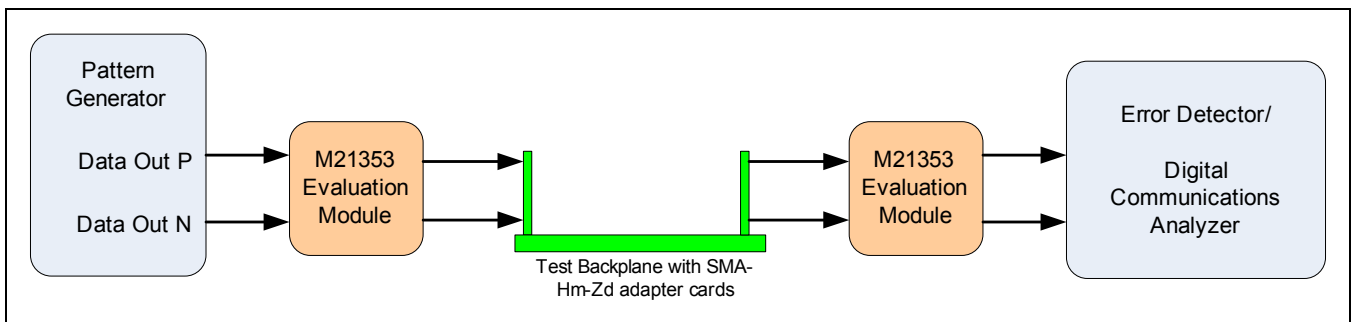 Pattern
Generator
Data Out P
Data Out N
M21353
Evaluation
Module
Test Backplane with SMA-
Hm-Zd adapter cards
M21353
Evaluation
Module
Error Detector/
Digital
Communications
Analyzer